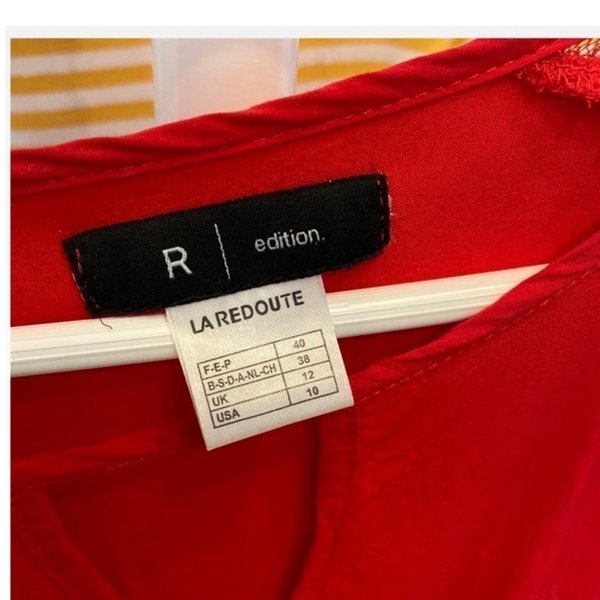 R | edition.
LA REDOUTE
F-E-P 40
B-S-D-A-NL-CH 38
UK 12
USA 10